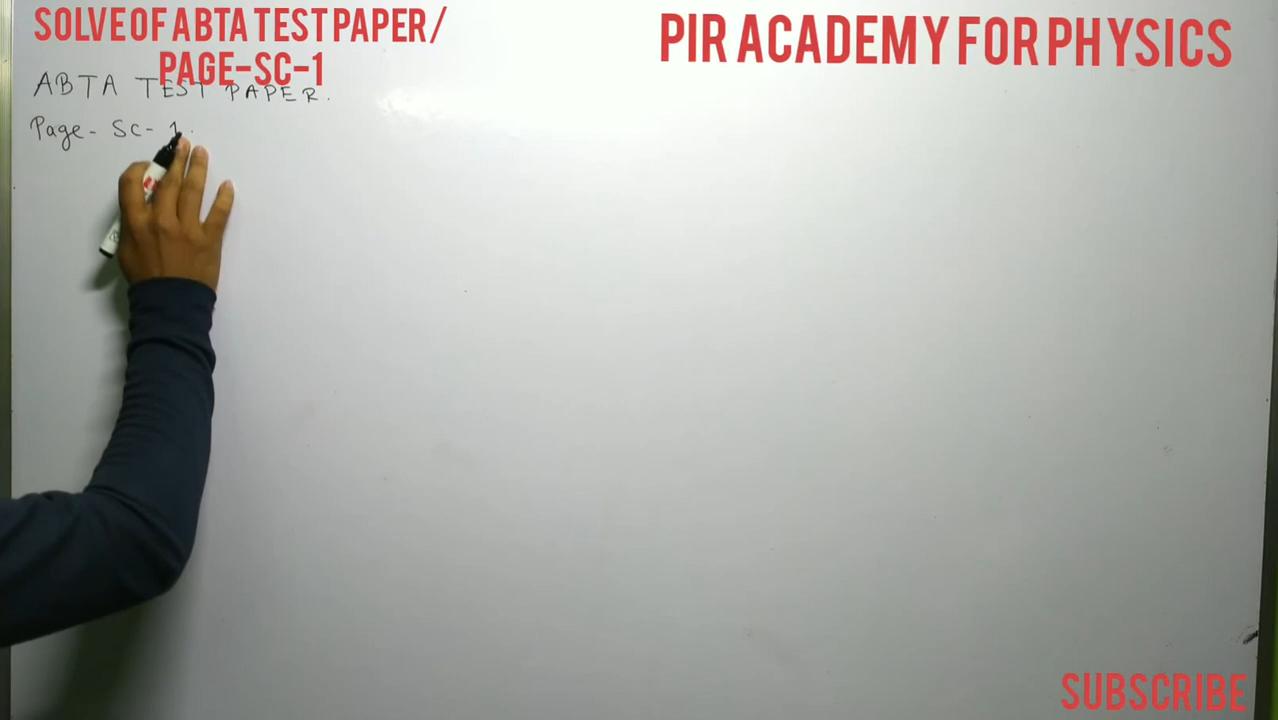 SOLVE OF ABTA TEST PAPER/
PAGE-SC-1
PIR ACADEMY FOR PHYSICS
ABTA TEST PAPER.
Page - SC - 1.
SUBSCRIBE